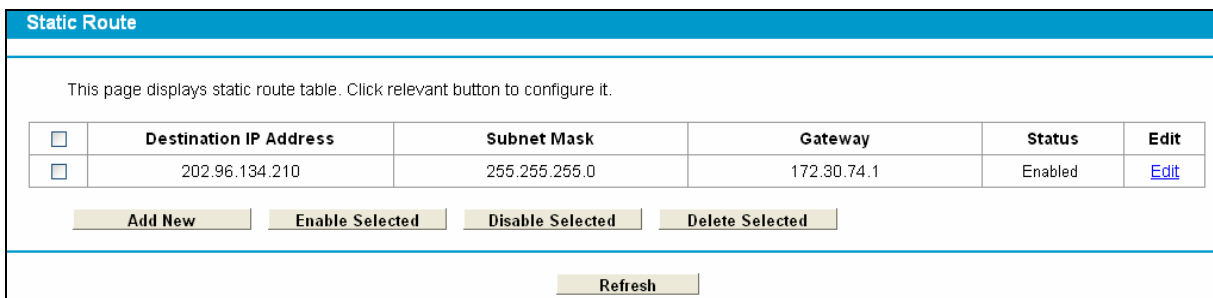 Static Route
This page displays static route table. Click relevant button to configure it.
Destination IP Address Subnet Mask Gateway Status Edit
202.96.134.210 255.255.255.0 172.30.74.1 Enabled Edit
Add New Enable Selected Disable Selected Delete Selected
Refresh